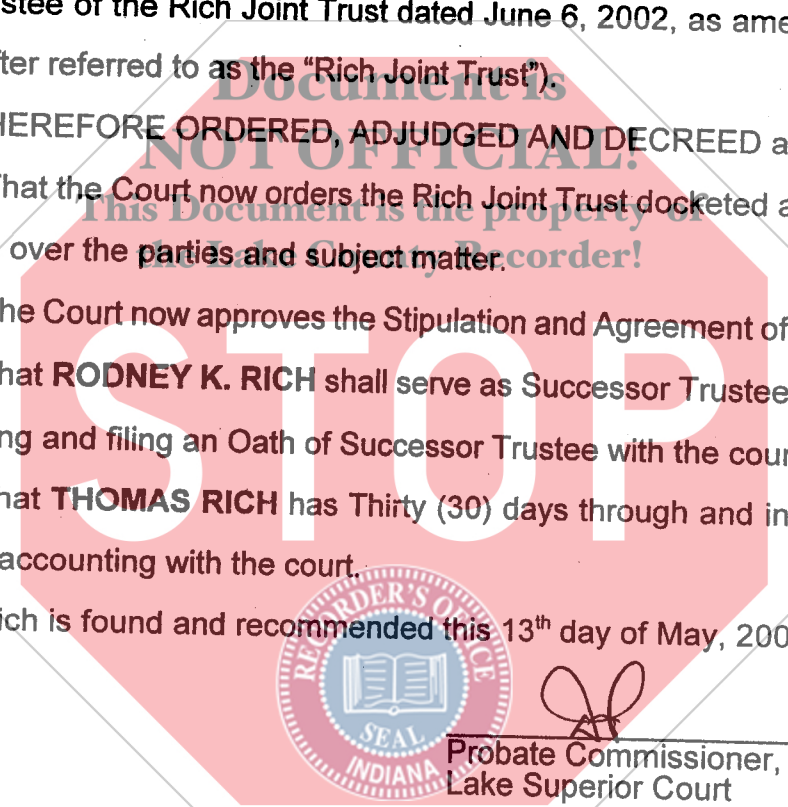 stee of the Rich Joint Trust dated June 6, 2002, as ame
ter referred to as the "Rich Joint Trust").
Document is
HEREFORE ORDERED, ADJUDGED AND DECREED a
NOT OFFICIAL!
hat the Court now orders the Rich Joint Trust docketed a
This Document is the property of
over the parties and subject matter.
the Lake County Recorder!
he Court now approves the Stipulation and Agreement of
hat RODNEY K. RICH shall serve as Successor Trustee
STOP
ng and filing an Oath of Successor Trustee with the cour
hat THOMAS RICH has Thirty (30) days through and in
accounting with the court.
ich is found and recommended this 13th day of May, 200
RECORDER'S OFFICE
SEAL
INDIANA
Probate Commissioner,
Lake Superior Court